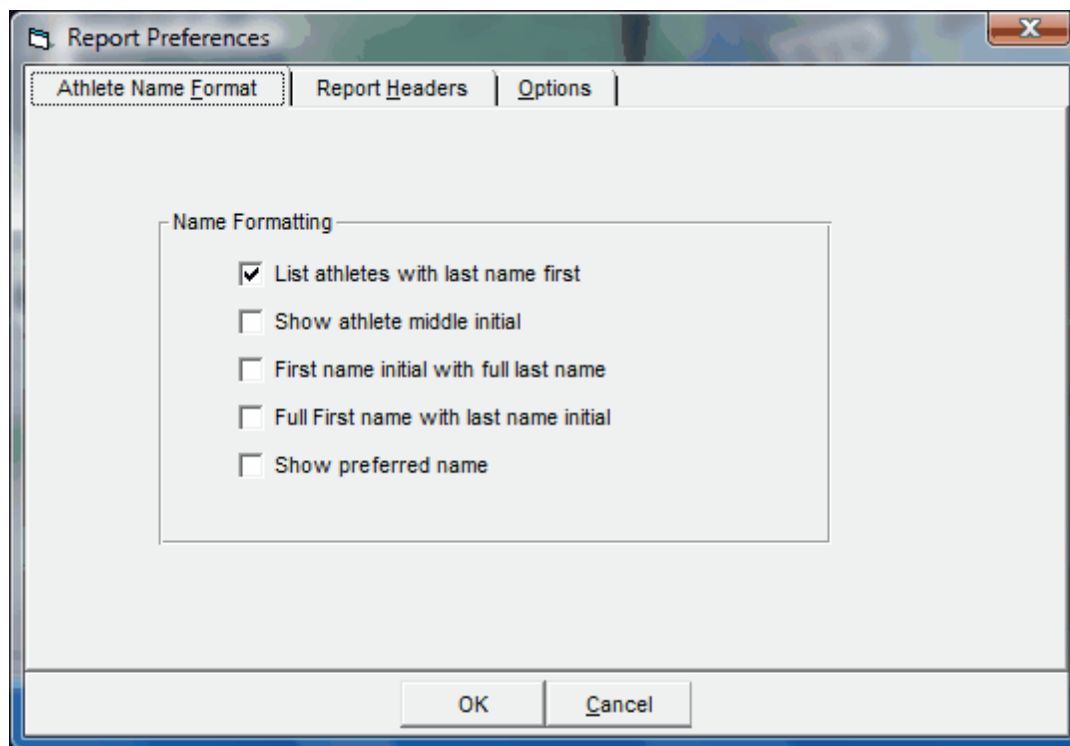 Report Preferences
Athlete Name Format Report Headers Options
Name Formatting
List athletes with last name first
Show athlete middle initial
First name initial with full last name
Full First name with last name initial
Show preferred name
OK Cancel